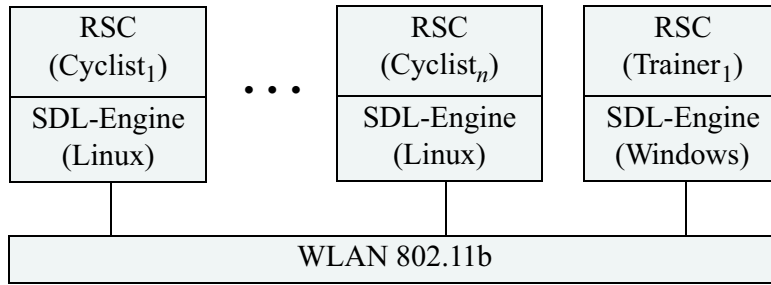 RSC
(Cyclist₁)
SDL-Engine
(Linux)
• • •
RSC
(Cyclistₙ)
SDL-Engine
(Linux)
RSC
(Trainer₁)
SDL-Engine
(Windows)
WLAN 802.11b